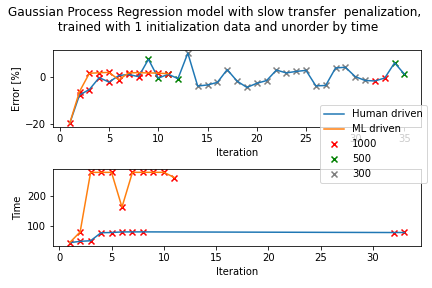 Gaussian Process Regression model with slow transfer penalization,
trained with 1 initialization data and unorder by time
0
−20
Error [%]
0 5 10 15 20 25 30 35
Iteration
Human driven
ML driven
1000
500
300
200
100
Time
0 5 10 15 20 25 30
Iteration